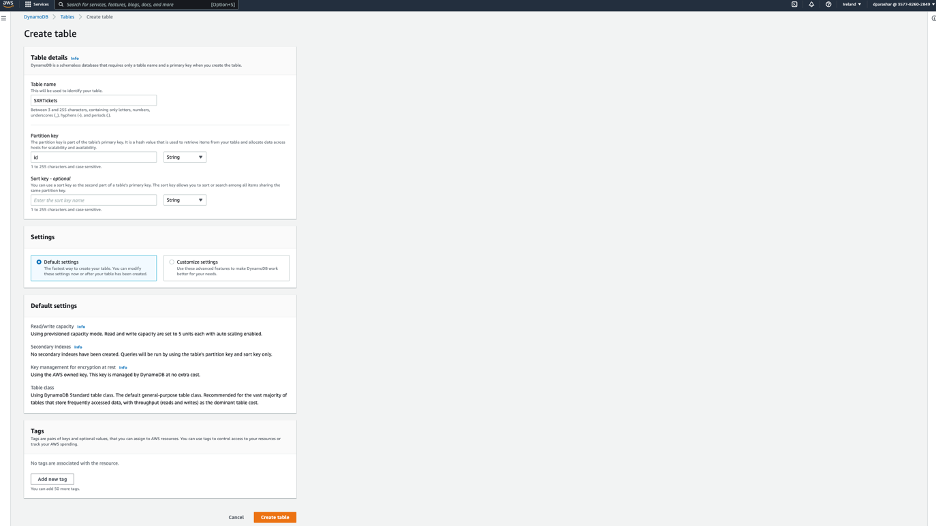 aws
Services
Search for services, features, blogs, docs, and more
[Option+S]
Ireland
DynamoDB > Tables > Create table
Create table
Table details Info
DynamoDB is a schemaless database that requires only a table name and a primary key when you create the table.
Table name
This will be used to identify your table.
Between 3 and 255 characters, containing only letters, numbers,
underscores (_), hyphens (-), and periods (.).
Partition key
The partition key is part of the table's primary key. It is a hash value that is used to retrieve items from your table and allocate data across
hosts for scalability and availability.
String
1 to 255 characters and case sensitive.
Sort key - optional
You can use a sort key as the second part of a table's primary key. The sort key allows you to sort or search among all items sharing the
same partition key.
Enter the sort key name
String
1 to 255 characters and case sensitive.
Settings
Default settings
The fastest way to create your table. You can modify
these settings now or after your table has been created.
Customize settings
Use these advanced features to make DynamoDB work
better for your needs.
Default settings
Read/write capacity Info
Using provisioned capacity mode. Read and write capacity are set to 5 units each with auto scaling enabled.
Secondary indexes Info
No secondary indexes have been created. Queries will be run by using the table's partition key and sort key only.
Key management for encryption at rest Info
Using the AWS owned key. This key is managed by DynamoDB at no extra cost.
Table class
Using DynamoDB Standard table class. The default general-purpose table class. Recommended for the vast majority of
tables that store frequently accessed data, with throughput (reads and writes) as the dominant table cost.
Tags
Tags are pairs of keys and optional values, that you can assign to AWS resources. You can use tags to control access to your resources or
track your AWS spending.
No tags are associated with the resource.
Add new tag
You can add 50 more tags.
Cancel
Create table